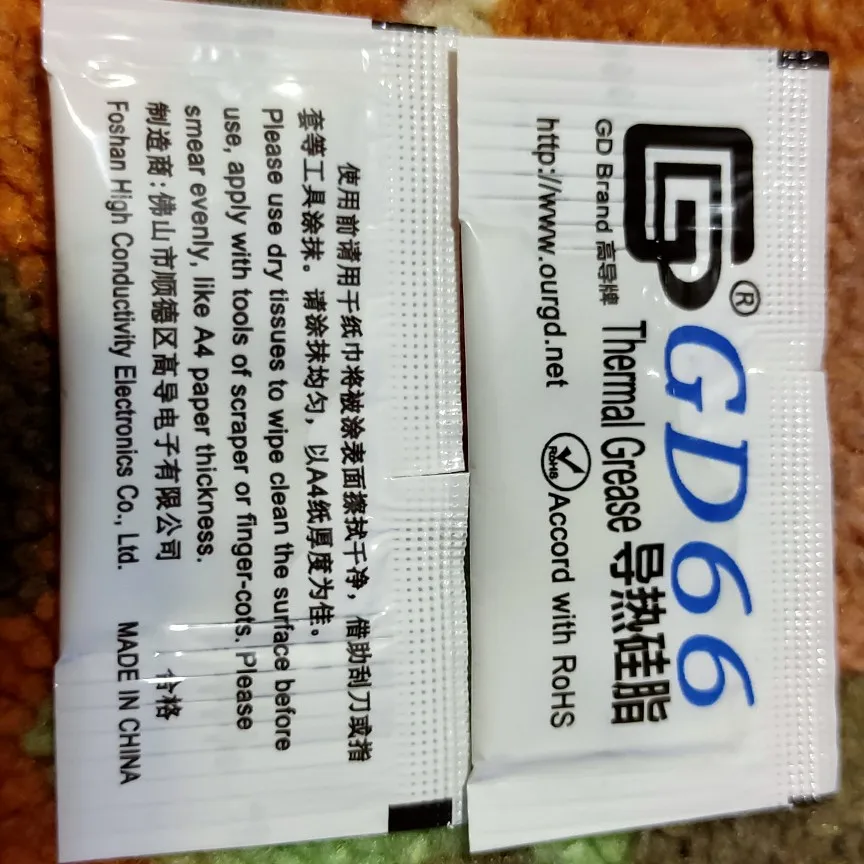 GD®
GD Brand 高导牌
GD66
Thermal Grease 导热硅脂
http://www.ourgd.net
RoHS
Accord with RoHS
使用前请用干纸巾将被涂表面擦拭干净，借助刮刀或指
套等工具涂抹。请涂抹均匀，以A4纸厚度为佳。
Please use dry tissues to wipe clean the surface before
use, apply with tools of scraper or finger-cots. Please
smear evenly, like A4 paper thickness.
制造商：佛山市顺德区高导电子有限公司 合格
Foshan High Conductivity Electronics Co., Ltd. MADE IN CHINA